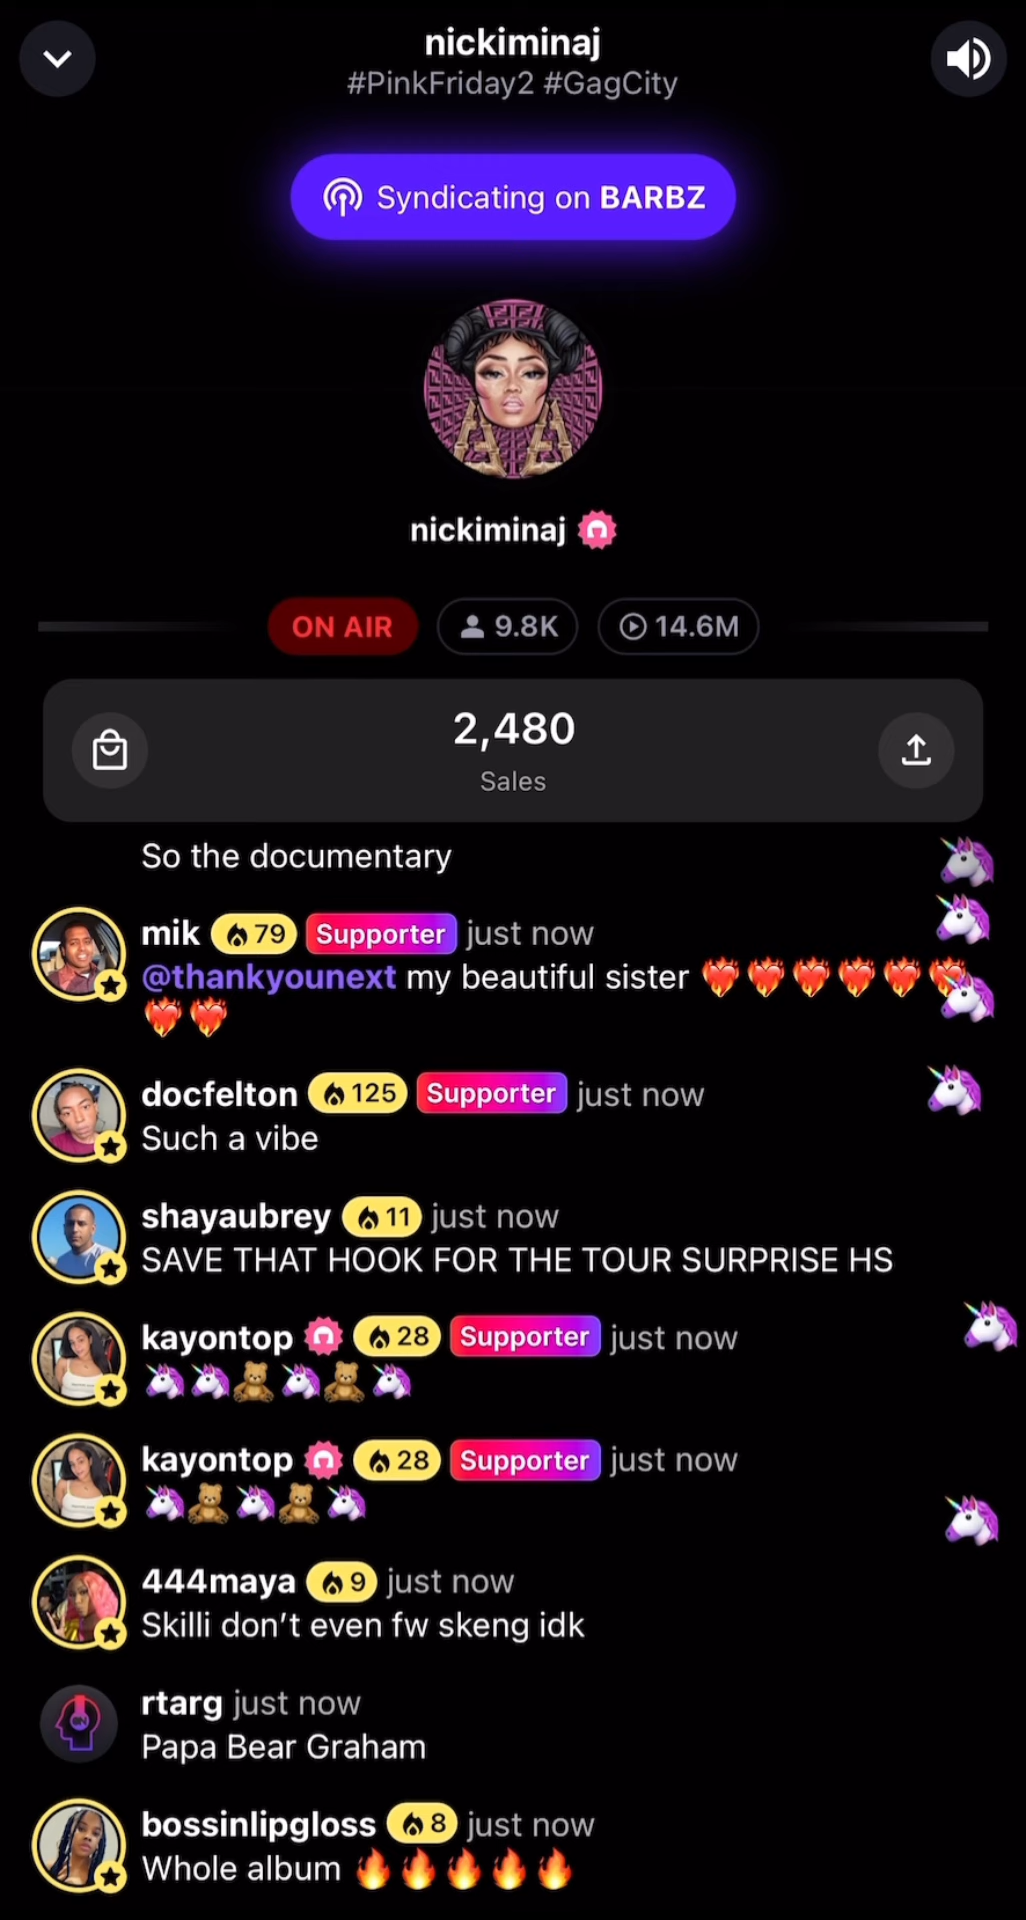 nickiminaj
#PinkFriday2 #GagCity
Syndicating on BARBZ
nickiminaj
ON AIR 9.8K 14.6M
2,480
Sales
So the documentary
mik 79 Supporter just now
@thankyounext my beautiful sister ❤️‍🔥❤️‍🔥❤️‍🔥❤️‍🔥❤️‍🔥❤️‍🔥
❤️‍🔥❤️‍🔥
docfelton 125 Supporter just now
Such a vibe
shayaubrey 11 just now
SAVE THAT HOOK FOR THE TOUR SURPRISE HS
kayontop 28 Supporter just now
🦄🦄🧸🦄🧸🦄
kayontop 28 Supporter just now
🦄🧸🦄🧸🦄
444maya 9 just now
Skilli don’t even fw skeng idk
rtarg just now
Papa Bear Graham
bossinlipgloss 8 just now
Whole album 🔥🔥🔥🔥🔥